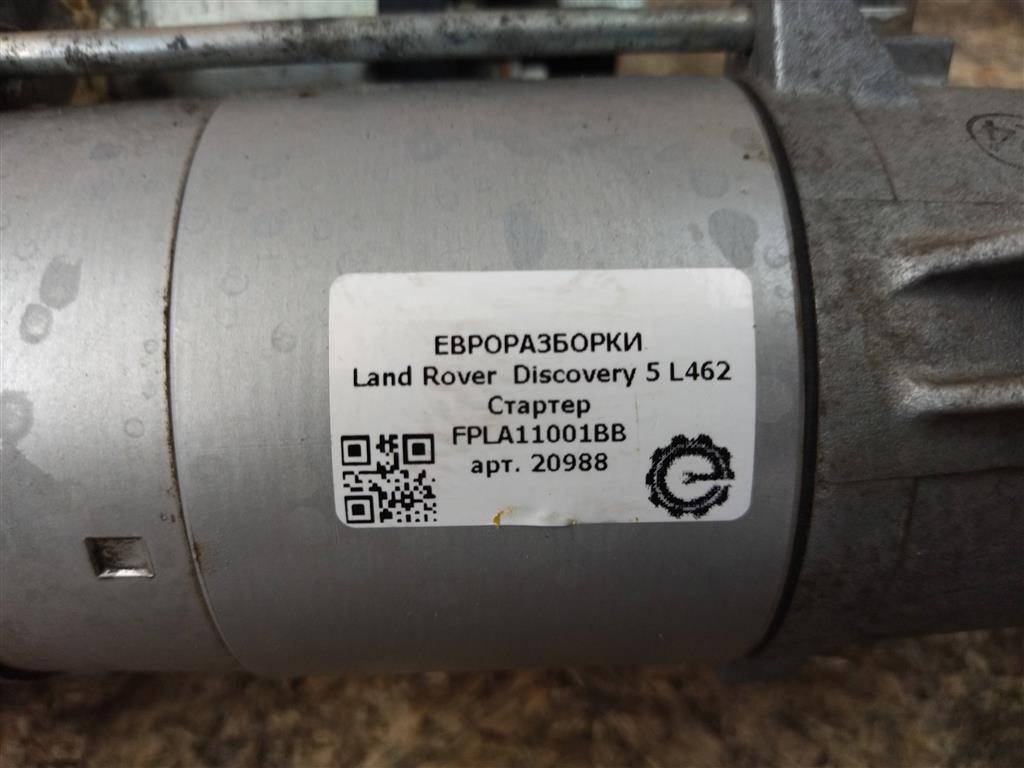 ЕВРОРАЗБОРКИ
Land Rover Discovery 5 L462
Стартер
FPLA11001BB
арт. 20988